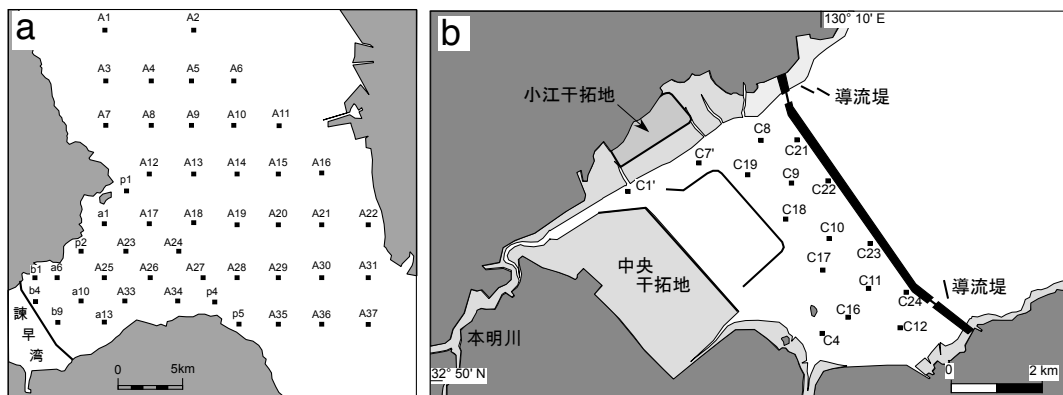 a
A1 A2
A3 A4 A5 A6
A7 A8 A9 A10 A11
A12 A13 A14 A15 A16
p1
a1 A17 A18 A19 A20 A21 A22
p2 A23 A24
b1 a6 A25 A26 A27 A28 A29 A30 A31
b4 a10 A33 A34 p4
b9 a13 p5 A35 A36 A37
諫
早
湾
0 5km
b
130° 10' E
小江干拓地
導流堤
C8
C21
C7'
C19
C9
C22
C1'
C18
C10
C23
C17
中央
干拓地
C11
導流堤
C24
C16
C12
C4
本明川
32° 50' N
0 2 km